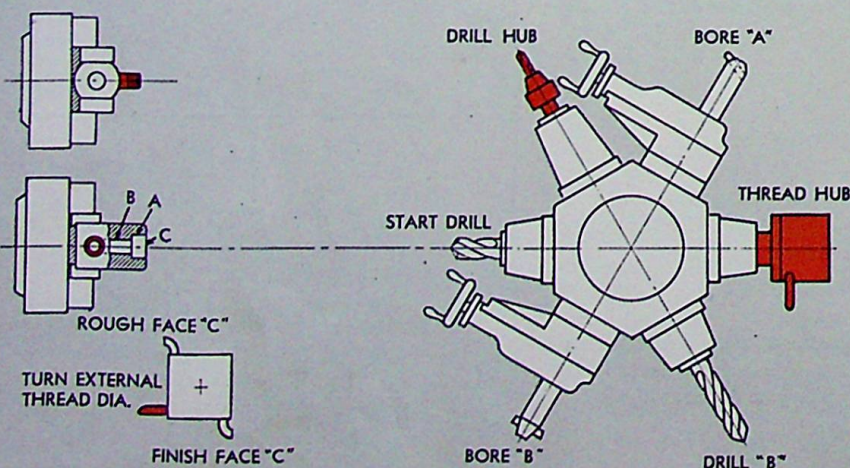 DRILL HUB
BORE "A"
THREAD HUB
START DRILL
B
A
C
ROUGH FACE "C"
TURN EXTERNAL
THREAD DIA.
FINISH FACE "C"
BORE "B"
DRILL "B"